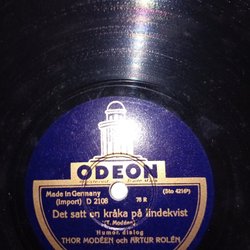 ODEON
Made in Germany (Sto 4216²)
(Import) D 2108 78 R
Det satt en kråka på lindekvist
(T. Modéen)
Humor. dialog
THOR MODÉEN och ARTUR ROLÉN